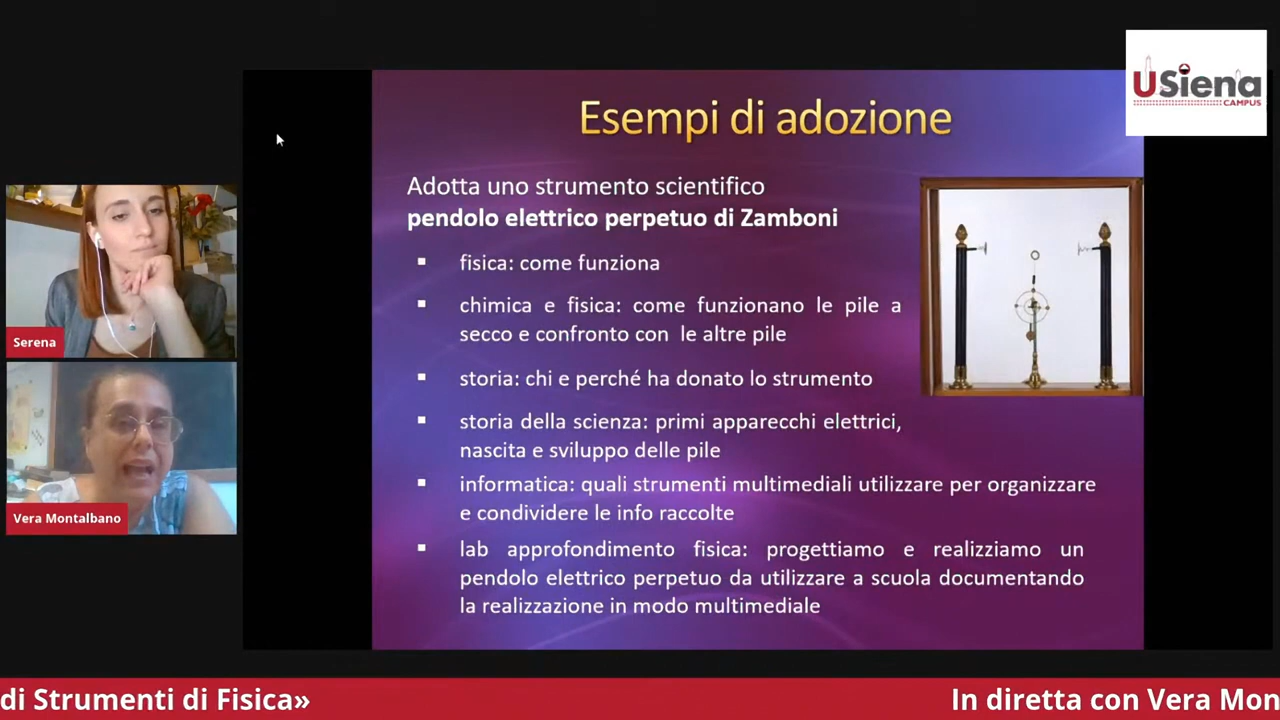 USiena
CAMPUS
Esempi di adozione
Adotta uno strumento scientifico
pendolo elettrico perpetuo di Zamboni
▪ fisica: come funziona
▪ chimica e fisica: come funzionano le pile a
secco e confronto con le altre pile
▪ storia: chi e perché ha donato lo strumento
▪ storia della scienza: primi apparecchi elettrici,
nascita e sviluppo delle pile
▪ informatica: quali strumenti multimediali utilizzare per organizzare
e condividere le info raccolte
▪ lab approfondimento fisica: progettiamo e realizziamo un
pendolo elettrico perpetuo da utilizzare a scuola documentando
la realizzazione in modo multimediale
Serena
Vera Montalbano
di Strumenti di Fisica»
In diretta con Vera Mon